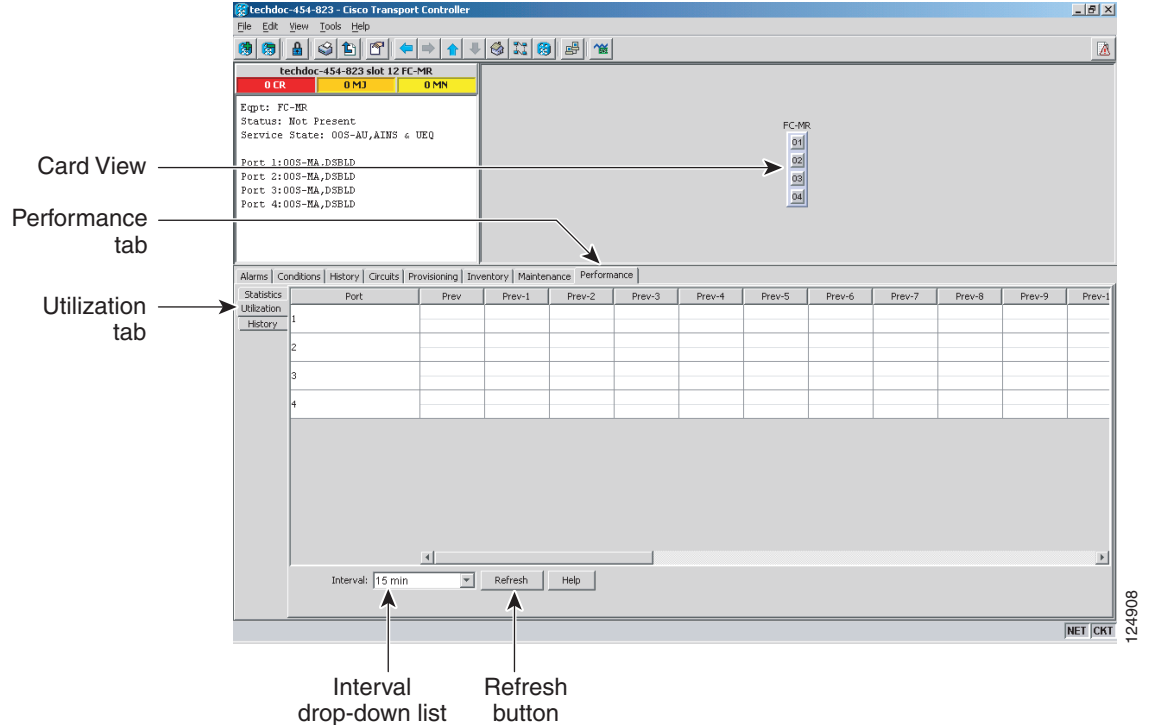 techdoc-454-823 - Cisco Transport Controller
File Edit View Tools Help
techdoc-454-823 slot 12 FC-MR
0 CR 0 MJ 0 MN
Eqpt: FC-MR
Status: Not Present
Service State: OOS-AU,AINS & UEQ
Port 1:OOS-MA,DSBLD
Port 2:OOS-MA,DSBLD
Port 3:OOS-MA,DSBLD
Port 4:OOS-MA,DSBLD
FC-MR
01
02
03
04
Card View
Performance
tab
Utilization
tab
Alarms Conditions History Circuits Provisioning Inventory Maintenance Performance
Statistics
Utilization
History
Port Prev Prev-1 Prev-2 Prev-3 Prev-4 Prev-5 Prev-6 Prev-7 Prev-8 Prev-9 Prev-1
1
2
3
4
Interval: 15 min Refresh Help
NET CKT
124908
Interval
drop-down list
Refresh
button